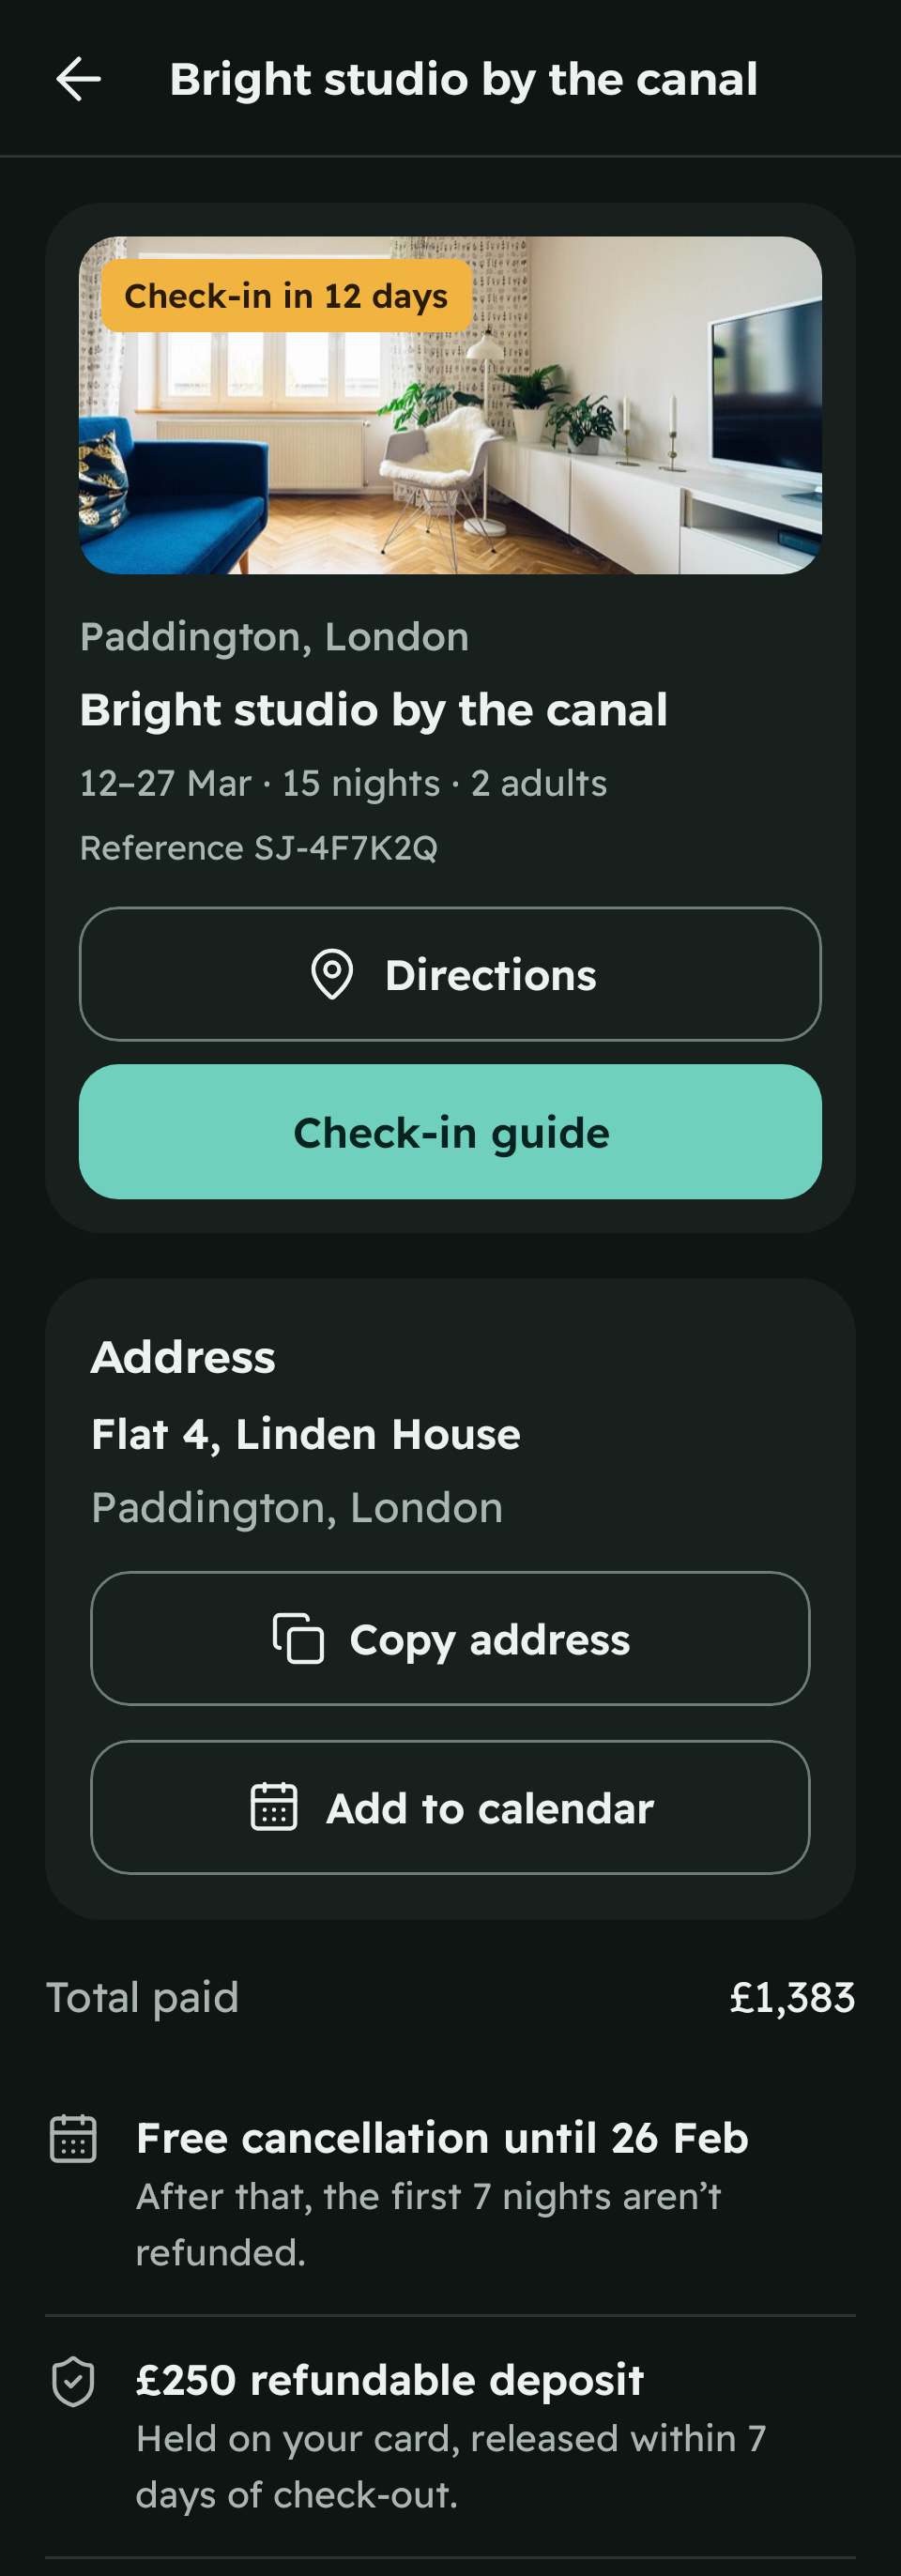 Bright studio by the canal
Check-in in 12 days
Paddington, London
Bright studio by the canal
12–27 Mar · 15 nights · 2 adults
Reference SJ-4F7K2Q
Directions
Check-in guide
Address
Flat 4, Linden House
Paddington, London
Copy address
Add to calendar
Total paid £1,383
Free cancellation until 26 Feb
After that, the first 7 nights aren’t
refunded.
£250 refundable deposit
Held on your card, released within 7
days of check-out.